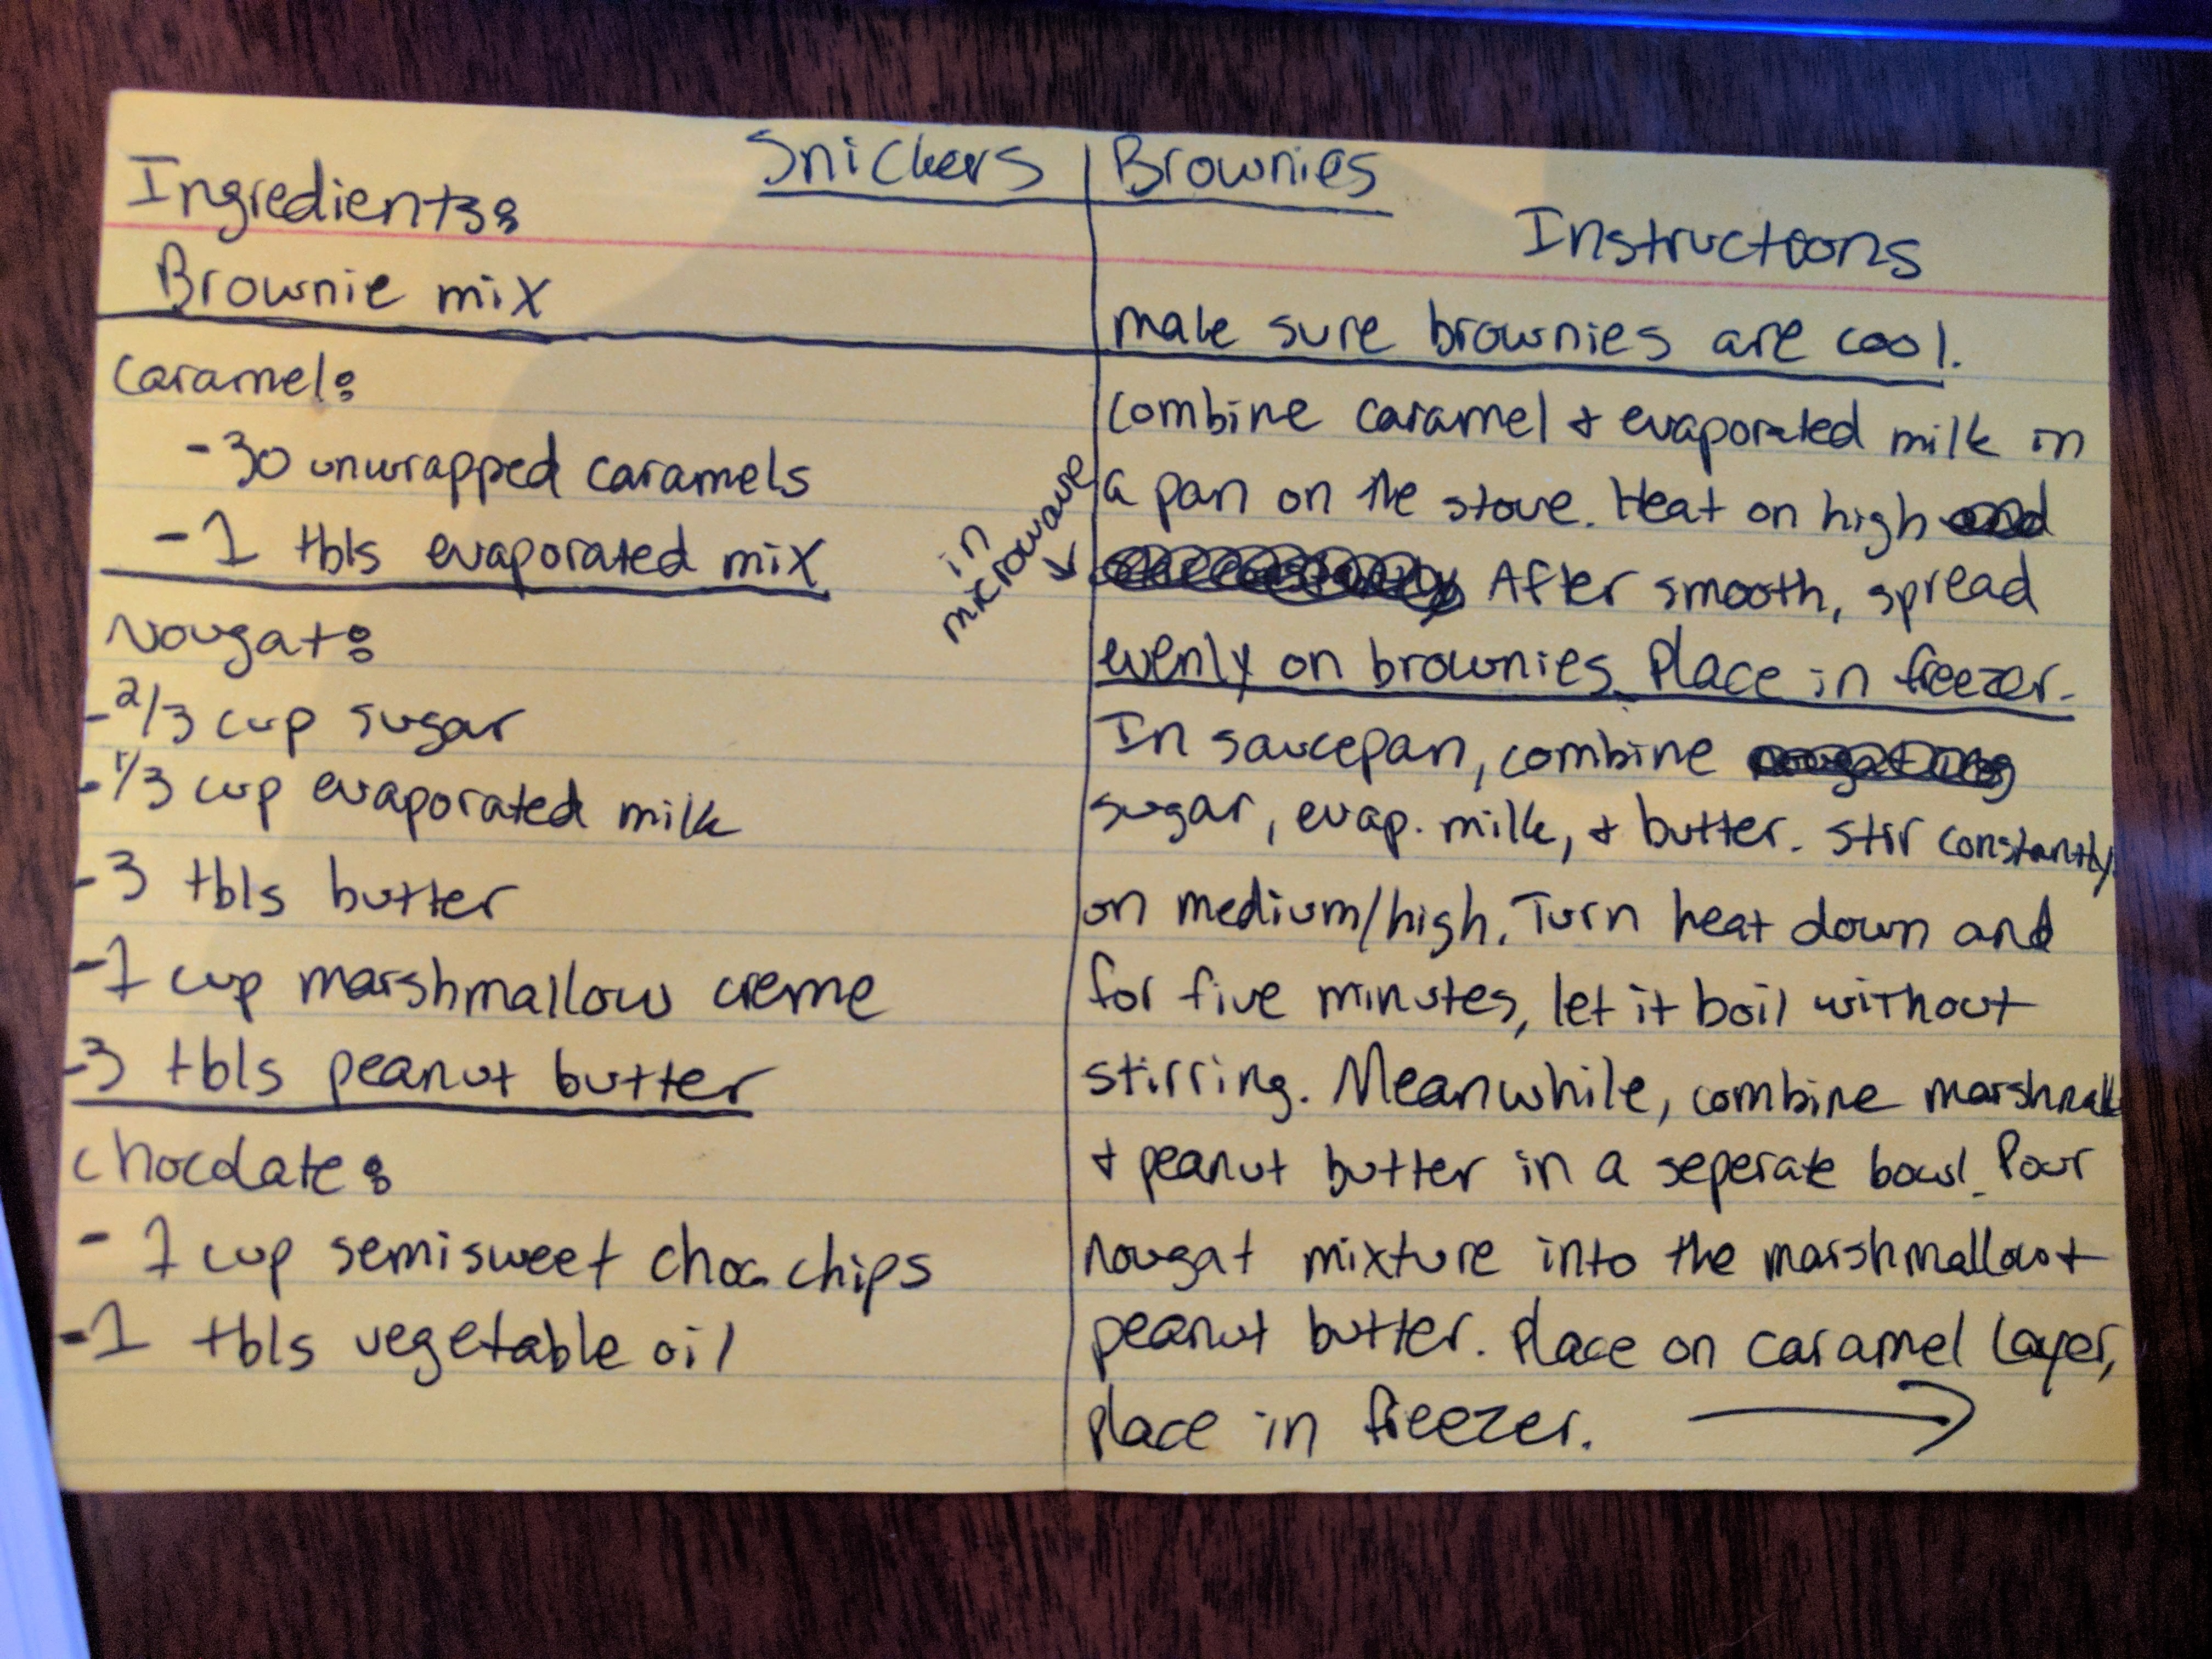 Snickers Brownies
Ingredients:
Brownie mix
Caramel:
-30 unwrapped caramels
-1 tbls evaporated mix
Nougat:
-2/3 cup sugar
-1/3 cup evaporated milk
-3 tbls butter
-1 cup marshmallow creme
-3 tbls peanut butter
Chocolate:
-1 cup semisweet choc. chips
-1 tbls vegetable oil
Instructions
make sure brownies are cool.
combine caramel & evaporated milk in
a pan on the stove. Heat on high
in
microwave
After smooth, spread
evenly on brownies. Place in freezer.
In saucepan, combine
sugar, evap. milk, & butter. Stir constantly
on medium/high. Turn heat down and
for five minutes, let it boil without
stirring. Meanwhile, combine marshmall
& peanut butter in a seperate bowl. Pour
nougat mixture into the marshmallow +
peanut butter. Place on caramel layer,
place in freezer. →